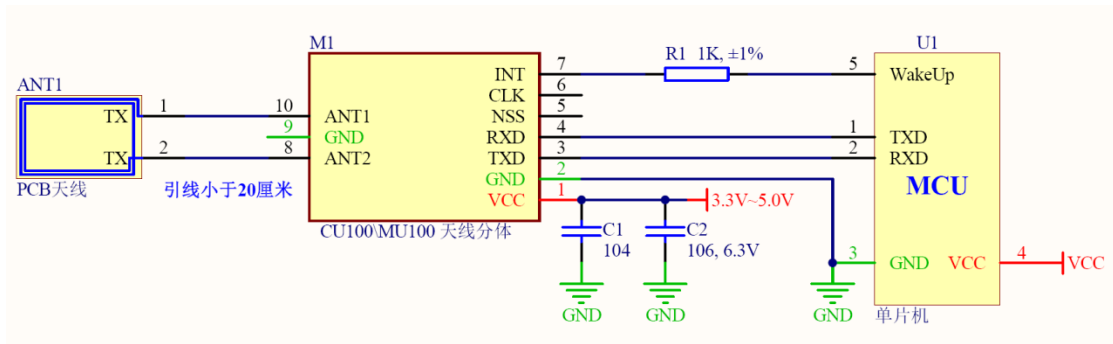 M1
U1
ANT1
R1 1K, ±1%
7
5
INT
WakeUp
6
CLK
1
10
5
TX
ANT1
NSS
9
4
1
GND
RXD
TXD
2
8
3
2
TX
ANT2
TXD
RXD
2
GND
MCU
PCB天线
引线小于20厘米
1
VCC
3.3V~5.0V
CU100\MU100 天线分体
C1
C2
104
106, 6.3V
3
4
GND
VCC
VCC
GND
GND
GND
单片机